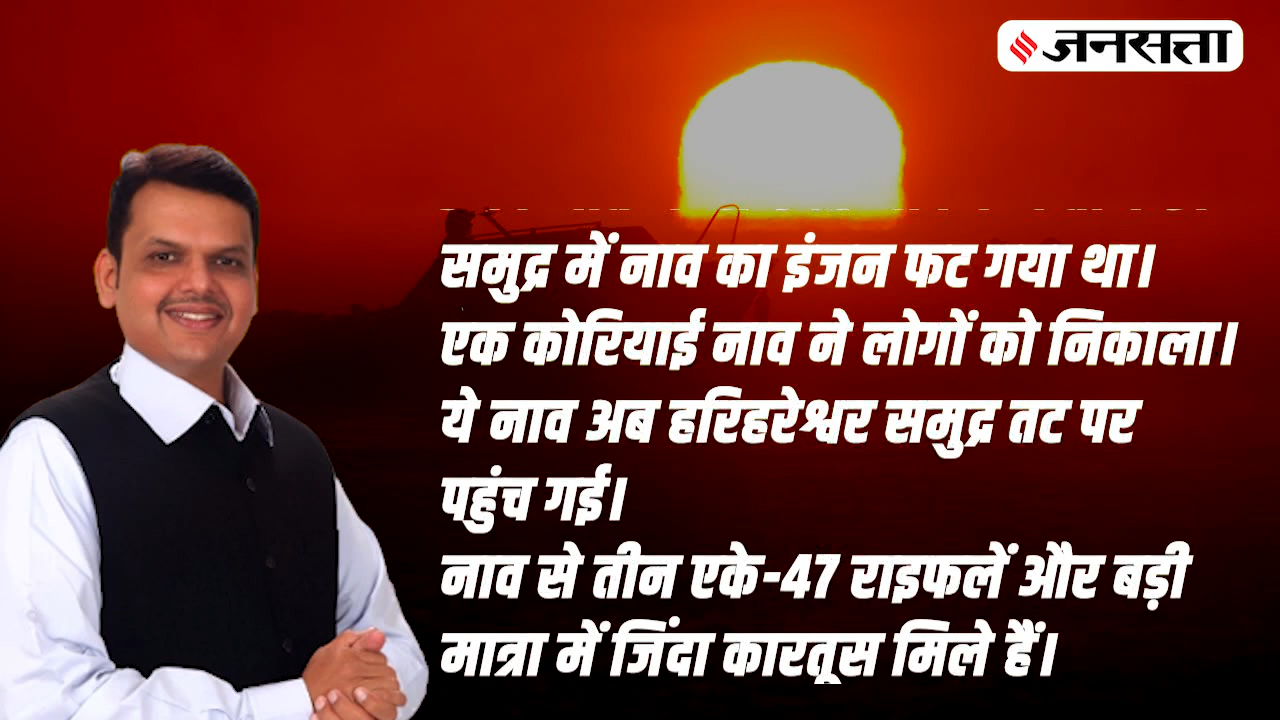 जनसत्ता
समुद्र में नाव का इंजन फट गया था।
एक कोरियाई नाव ने लोगों को निकाला।
ये नाव अब हरिहरेश्वर समुद्र तट पर
पहुंच गई।
नाव से तीन एके-47 राइफलें और बड़ी
मात्रा में जिंदा कारतूस मिले हैं।